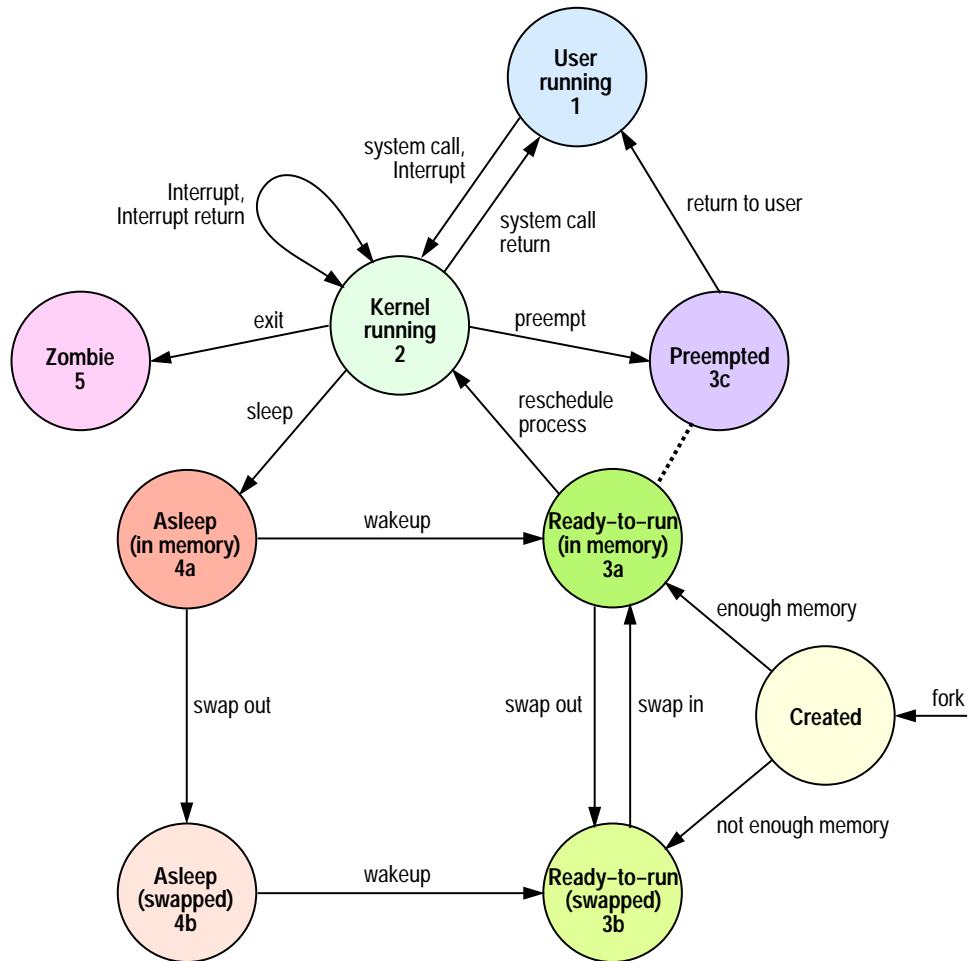 User
running
1
system call,
Interrupt
Interrupt,
Interrupt return
system call
return
return to user
Kernel
running
2
exit
preempt
Zombie
5
Preempted
3c
sleep
reschedule
process
Asleep
(in memory)
4a
wakeup
Ready–to–run
(in memory)
3a
enough memory
swap out
swap out
swap in
Created
fork
not enough memory
Asleep
(swapped)
4b
wakeup
Ready–to–run
(swapped)
3b